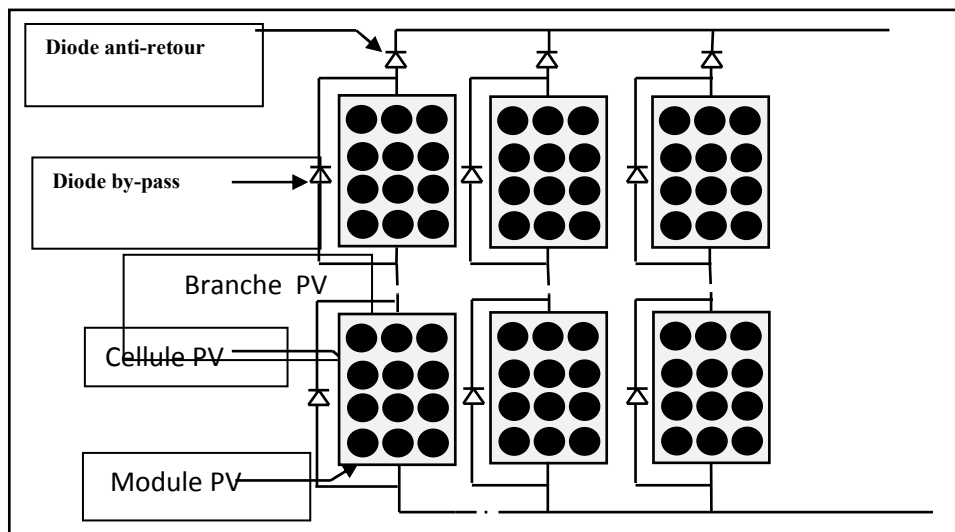 Diode anti-retour
Diode by-pass
Branche PV
Cellule PV
Module PV